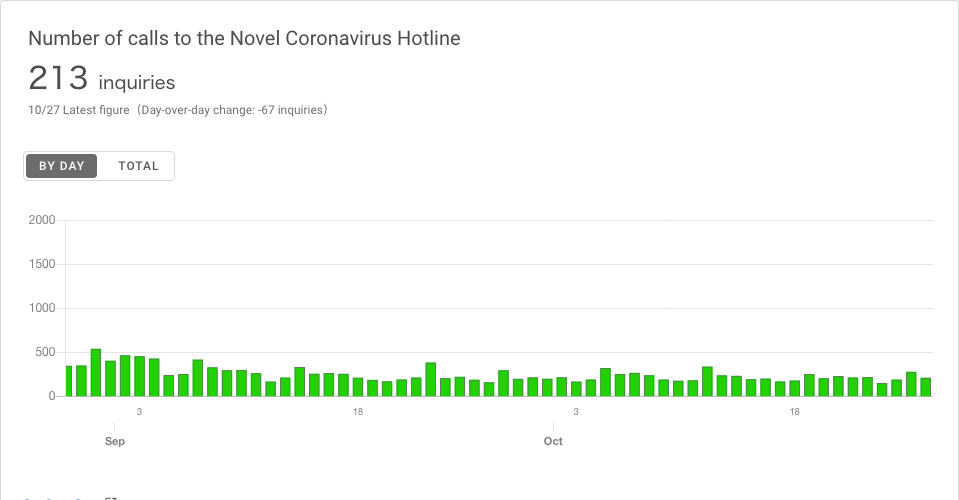 Number of calls to the Novel Coronavirus Hotline
213 inquiries
10/27 Latest figure（Day-over-day change: -67 inquiries）
BY DAY TOTAL
2000
1500
1000
500
0
3 18 3 18
Sep Oct